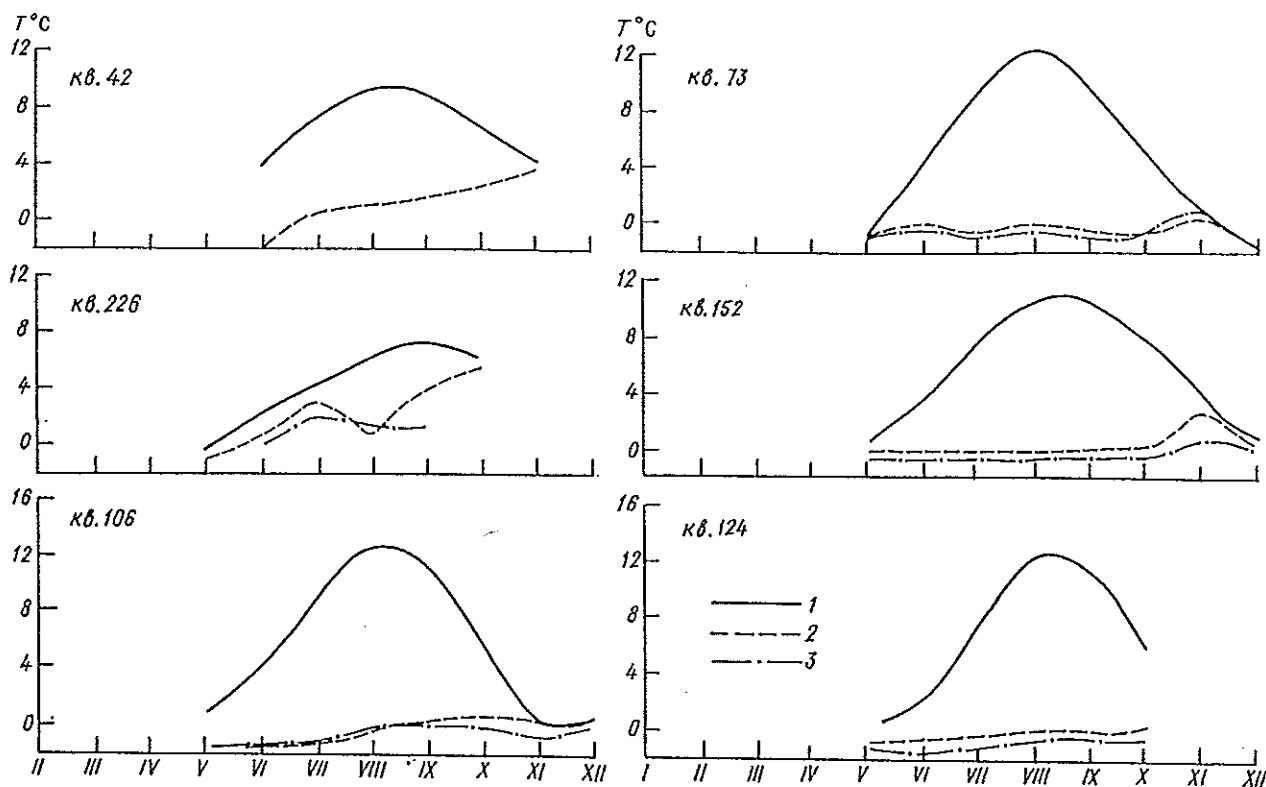 T°C
12
8
4
0
кв. 42
T°C
12
8
4
0
кв. 73
12
8
4
0
кв. 226
12
8
4
0
кв. 152
16
12
8
4
0
кв. 106
II III IV V VI VII VIII IX X XI XII
16
12
8
4
0
кв. 124
1
2
3
I II III IV V VI VII VIII IX X XI XII